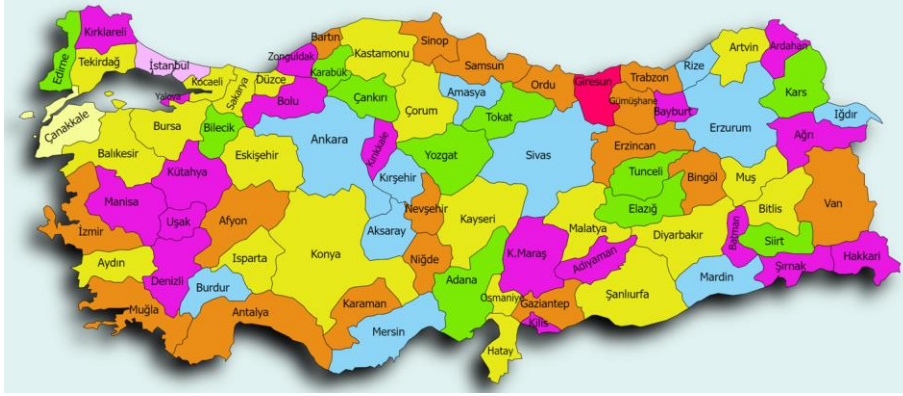 Kırklareli
Edirne
Tekirdağ
İstanbul
Kocaeli
Yalova
Sakarya
Düzce
Zonguldak
Bartın
Karabük
Kastamonu
Sinop
Samsun
Ordu
Giresun
Trabzon
Rize
Artvin
Ardahan
Kars
Gümüşhane
Bayburt
Bolu
Çankırı
Çorum
Amasya
Tokat
Çanakkale
Bursa
Bilecik
Balıkesir
Eskişehir
Ankara
Kırıkkale
Yozgat
Sivas
Erzincan
Erzurum
Iğdır
Ağrı
Kütahya
Kırşehir
Tunceli
Bingöl
Muş
Manisa
Uşak
Afyon
Nevşehir
Kayseri
Malatya
Elazığ
Bitlis
Van
İzmir
Aksaray
Diyarbakır
Batman
Siirt
Aydın
Denizli
Isparta
Konya
Niğde
K.Maraş
Adıyaman
Mardin
Şırnak
Hakkari
Burdur
Adana
Şanlıurfa
Muğla
Antalya
Karaman
Osmaniye
Gaziantep
Kilis
Mersin
Hatay